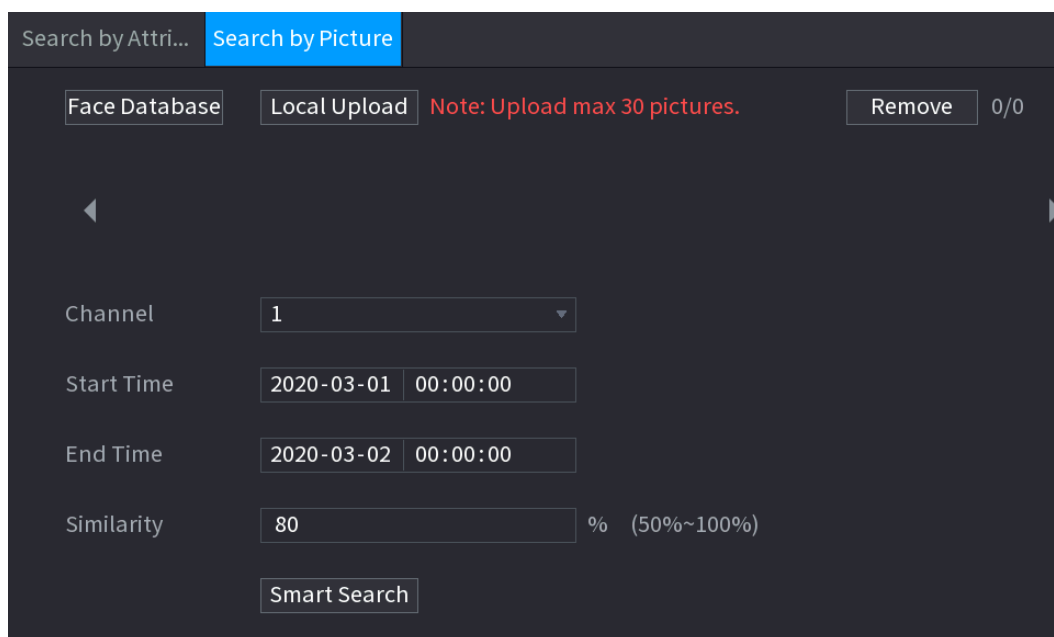 Search by Attri... Search by Picture
Face Database Local Upload Note: Upload max 30 pictures. Remove 0/0
Channel 1
Start Time 2020-03-01 00:00:00
End Time 2020-03-02 00:00:00
Similarity 80 % (50%~100%)
Smart Search